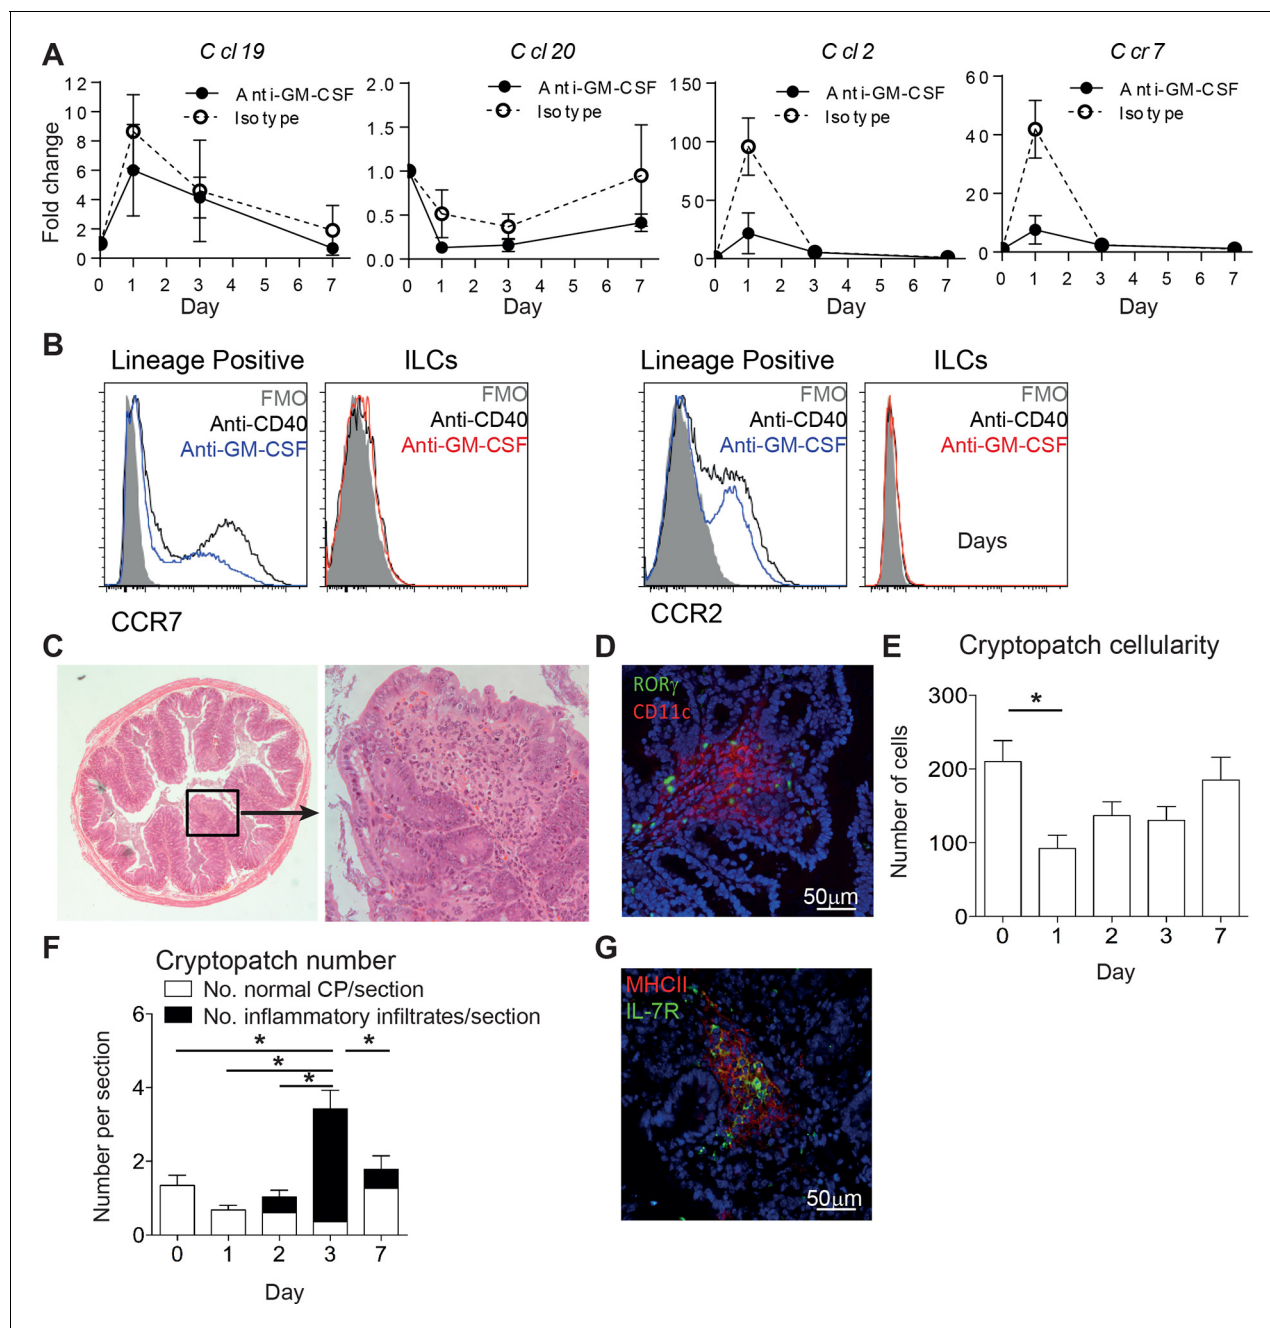 A
Ccl19
Ccl20
Ccl2
Ccr7
Fold change
12
10
8
6
4
2
0
Anti-GM-CSF
Isotype
0 1 2 3 4 5 6 7
Day
2.0
1.5
1.0
0.5
0.0
Anti-GM-CSF
Isotype
0 1 2 3 4 5 6 7
Day
150
100
50
0
Anti-GM-CSF
Isotype
0 1 2 3 4 5 6 7
Day
60
40
20
0
Anti-GM-CSF
Isotype
0 1 2 3 4 5 6 7
Day
B
Lineage Positive
FMO
Anti-CD40
Anti-GM-CSF
CCR7
ILCs
FMO
Anti-CD40
Anti-GM-CSF
Lineage Positive
FMO
Anti-CD40
Anti-GM-CSF
CCR2
ILCs
FMO
Anti-CD40
Anti-GM-CSF
Days
C
D
RORγ
CD11c
50μm
E
Cryptopatch cellularity
Number of cells
300
200
100
0
*
0 1 2 3 7
Day
F
Cryptopatch number
No. normal CP/section
No. inflammatory infiltrates/section
Number per section
6
4
2
0
* *
*
*
0 1 2 3 7
Day
G
MHCII
IL-7R
50μm